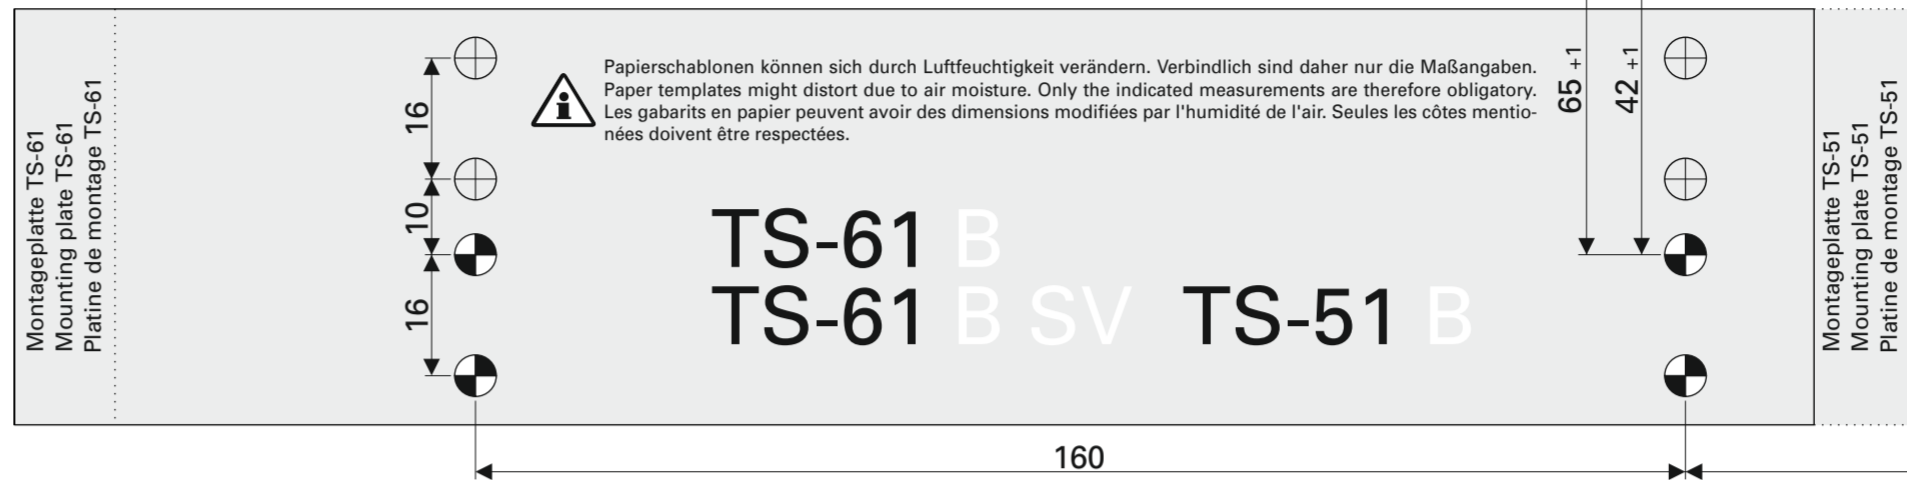 Montageplatte TS-61
Mounting plate TS-61
Platine de montage TS-61
16
10
16
Papierschablonen können sich durch Luftfeuchtigkeit verändern. Verbindlich sind daher nur die Maßangaben.
Paper templates might distort due to air moisture. Only the indicated measurements are therefore obligatory.
Les gabarits en papier peuvent avoir des dimensions modifiées par l'humidité de l'air. Seules les côtes mentio-
nées doivent être respectées.
TS-61 B
TS-61 B SV TS-51 B
65 +1
42 +1
Montageplatte TS-51
Mounting plate TS-51
Platine de montage TS-51
160